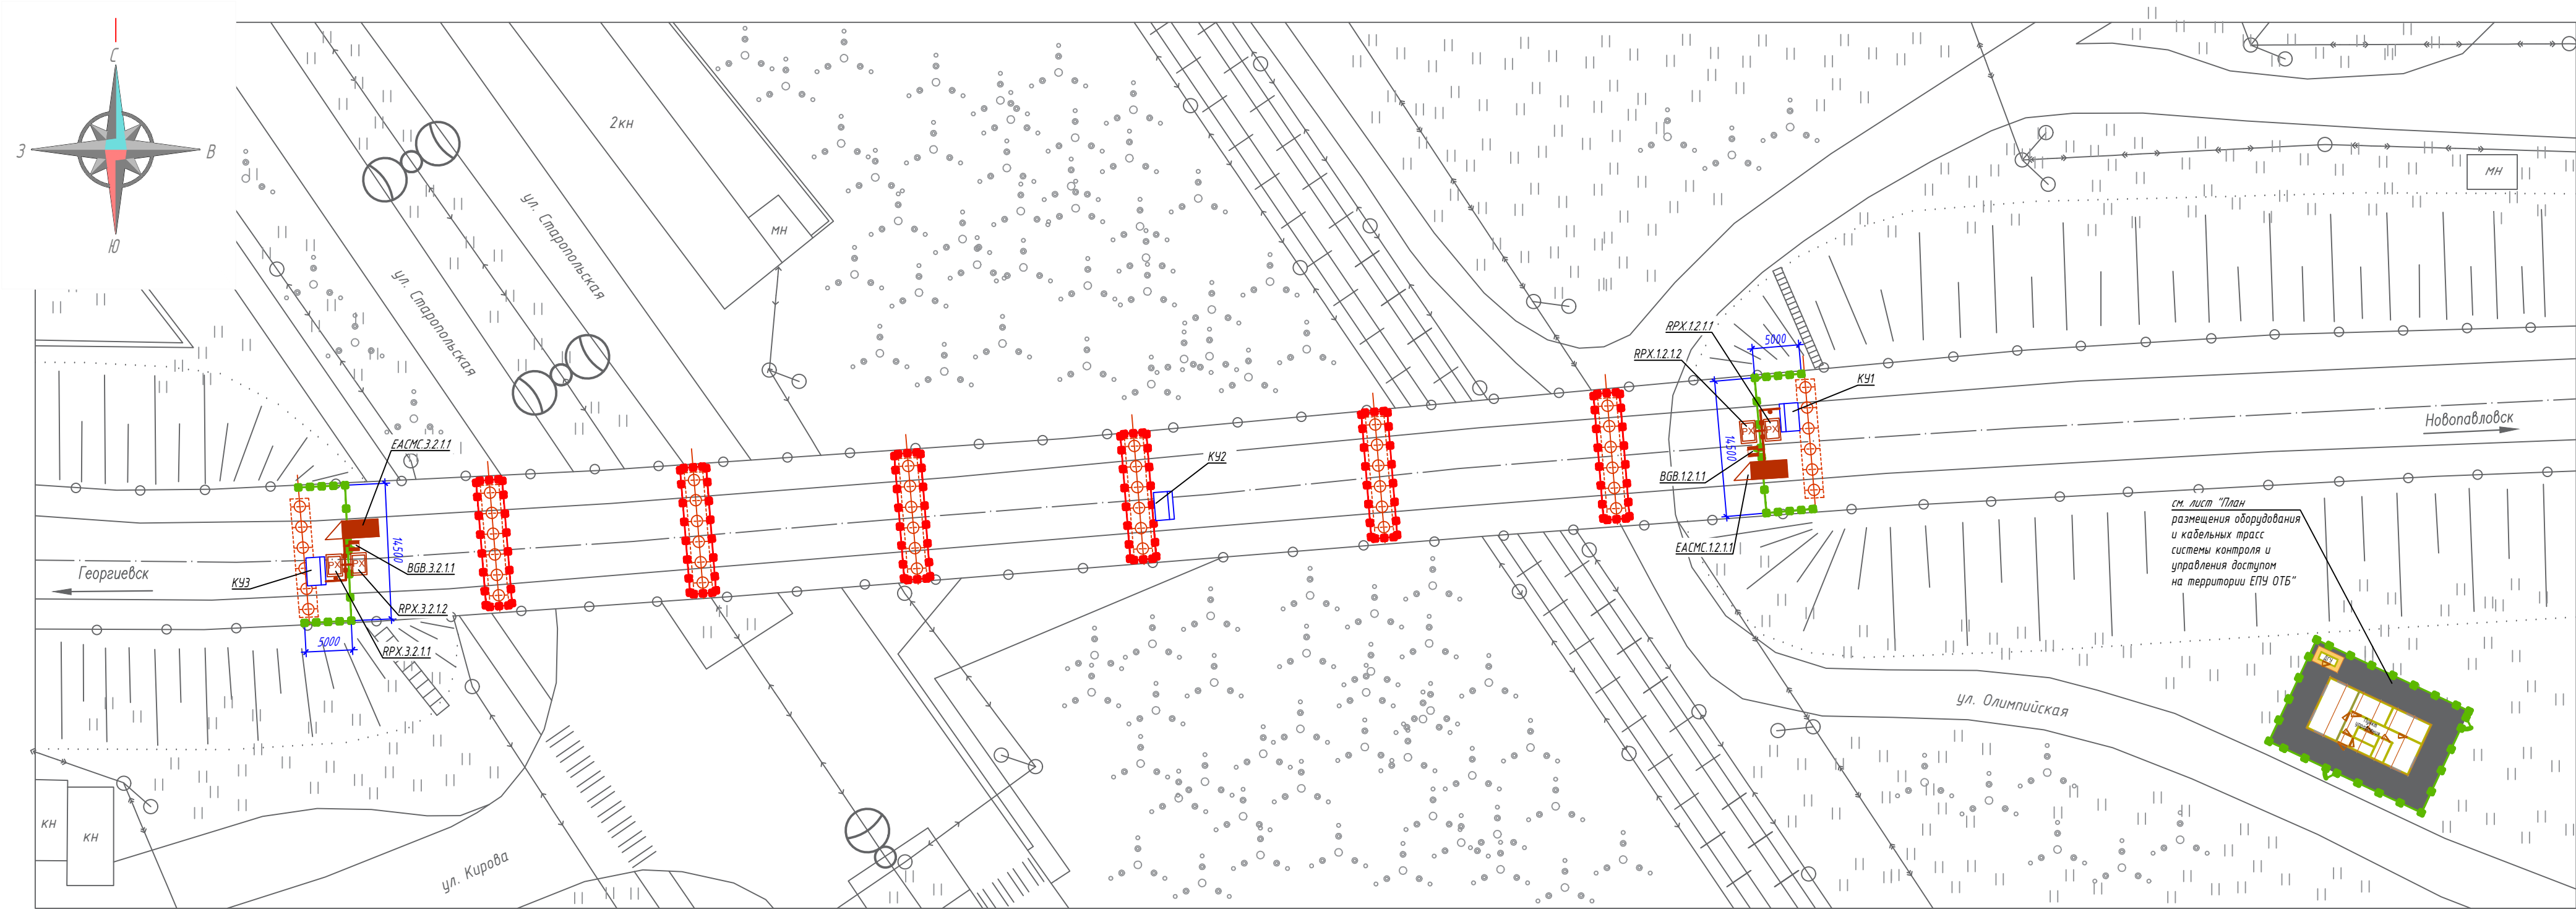 С
З
В
Ю
2кн
мн
ул. Старопольская
ул. Старопольская
мн
RPX.1.2.1.1
RPX.1.2.1.2
5000
КУ1
14500
PX
PX
BGB.1.2.1.1
EACMC.1.2.1.1
Новопавловск
КУ2
EACMC.3.2.1.1
14500
PX
PX
BGB.3.2.1.1
КУ3
RPX.3.2.1.2
RPX.3.2.1.1
5000
Георгиевск
см. лист "План
размещения оборудования
и кабельных трасс
системы контроля и
управления доступом
на территории ЕПУ ОТБ"
ул. Олимпийская
кн
кн
ул. Кирова